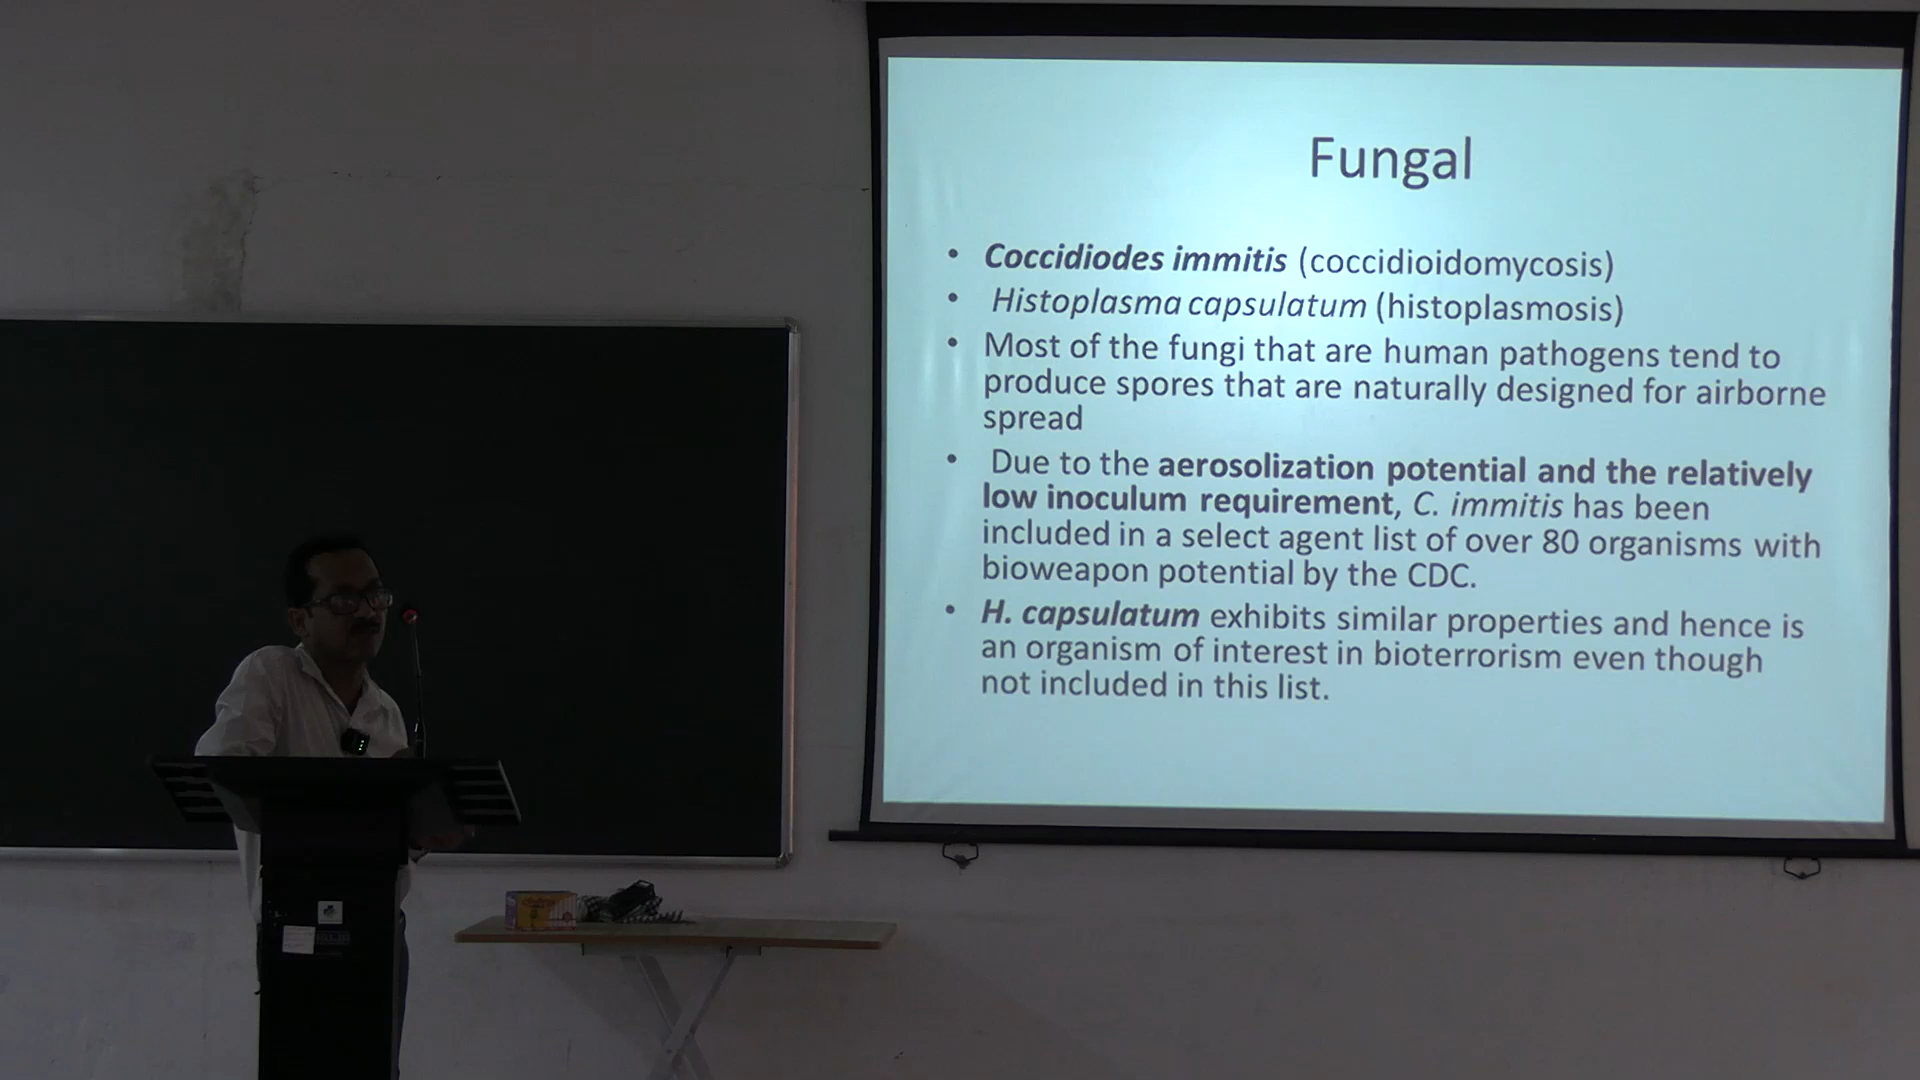 Fungal
• Coccidiodes immitis (coccidioidomycosis)
• Histoplasma capsulatum (histoplasmosis)
• Most of the fungi that are human pathogens tend to
produce spores that are naturally designed for airborne
spread
• Due to the aerosolization potential and the relatively
low inoculum requirement, C. immitis has been
included in a select agent list of over 80 organisms with
bioweapon potential by the CDC.
• H. capsulatum exhibits similar properties and hence is
an organism of interest in bioterrorism even though
not included in this list.